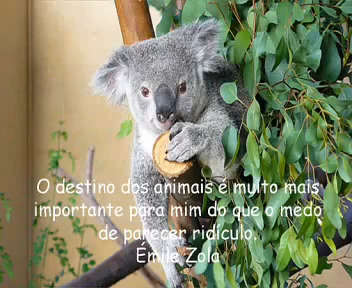 O destino dos animais é muito mais
importante para mim do que o medo
de parecer ridículo.
Émile Zola